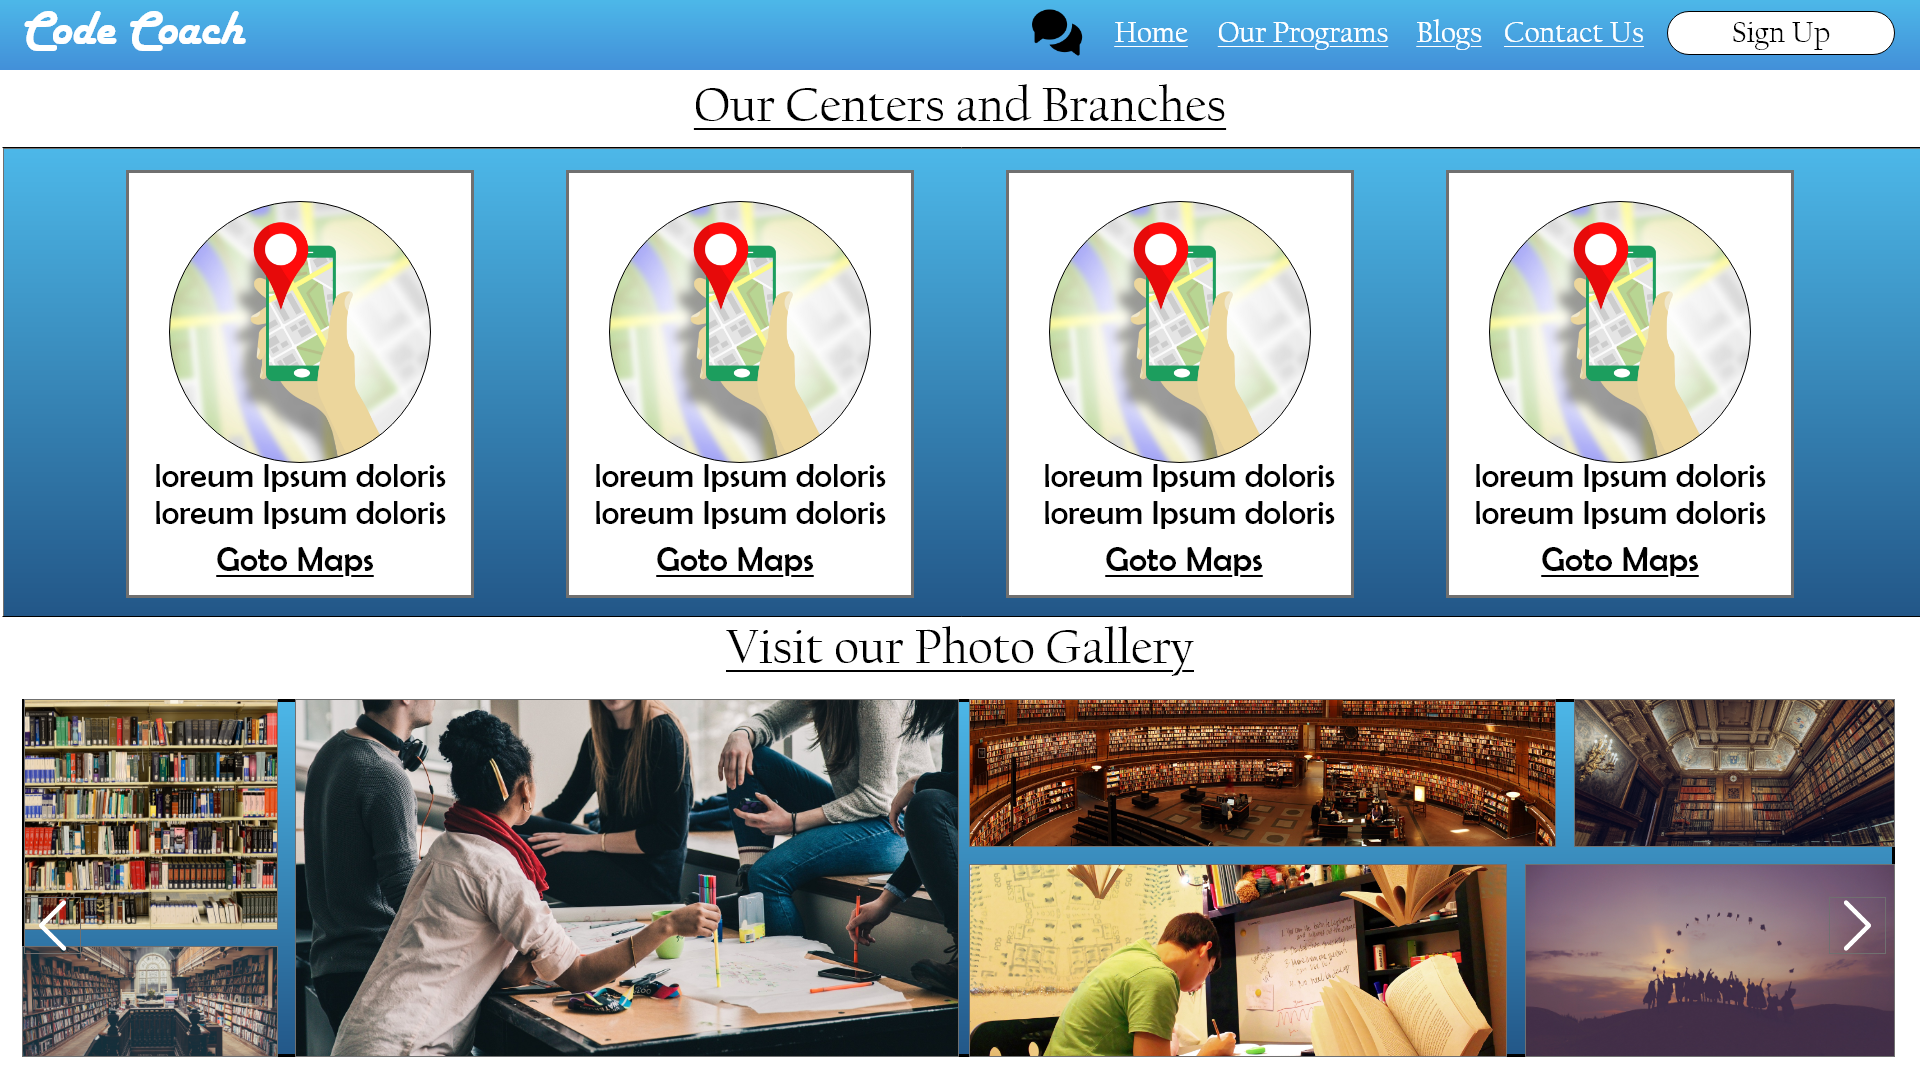 Code Coach
Home
Our Programs
Blogs
Contact Us
Sign Up
Our Centers and Branches
loreum Ipsum doloris
loreum Ipsum doloris
Goto Maps
loreum Ipsum doloris
loreum Ipsum doloris
Goto Maps
loreum Ipsum doloris
loreum Ipsum doloris
Goto Maps
loreum Ipsum doloris
loreum Ipsum doloris
Goto Maps
Visit our Photo Gallery